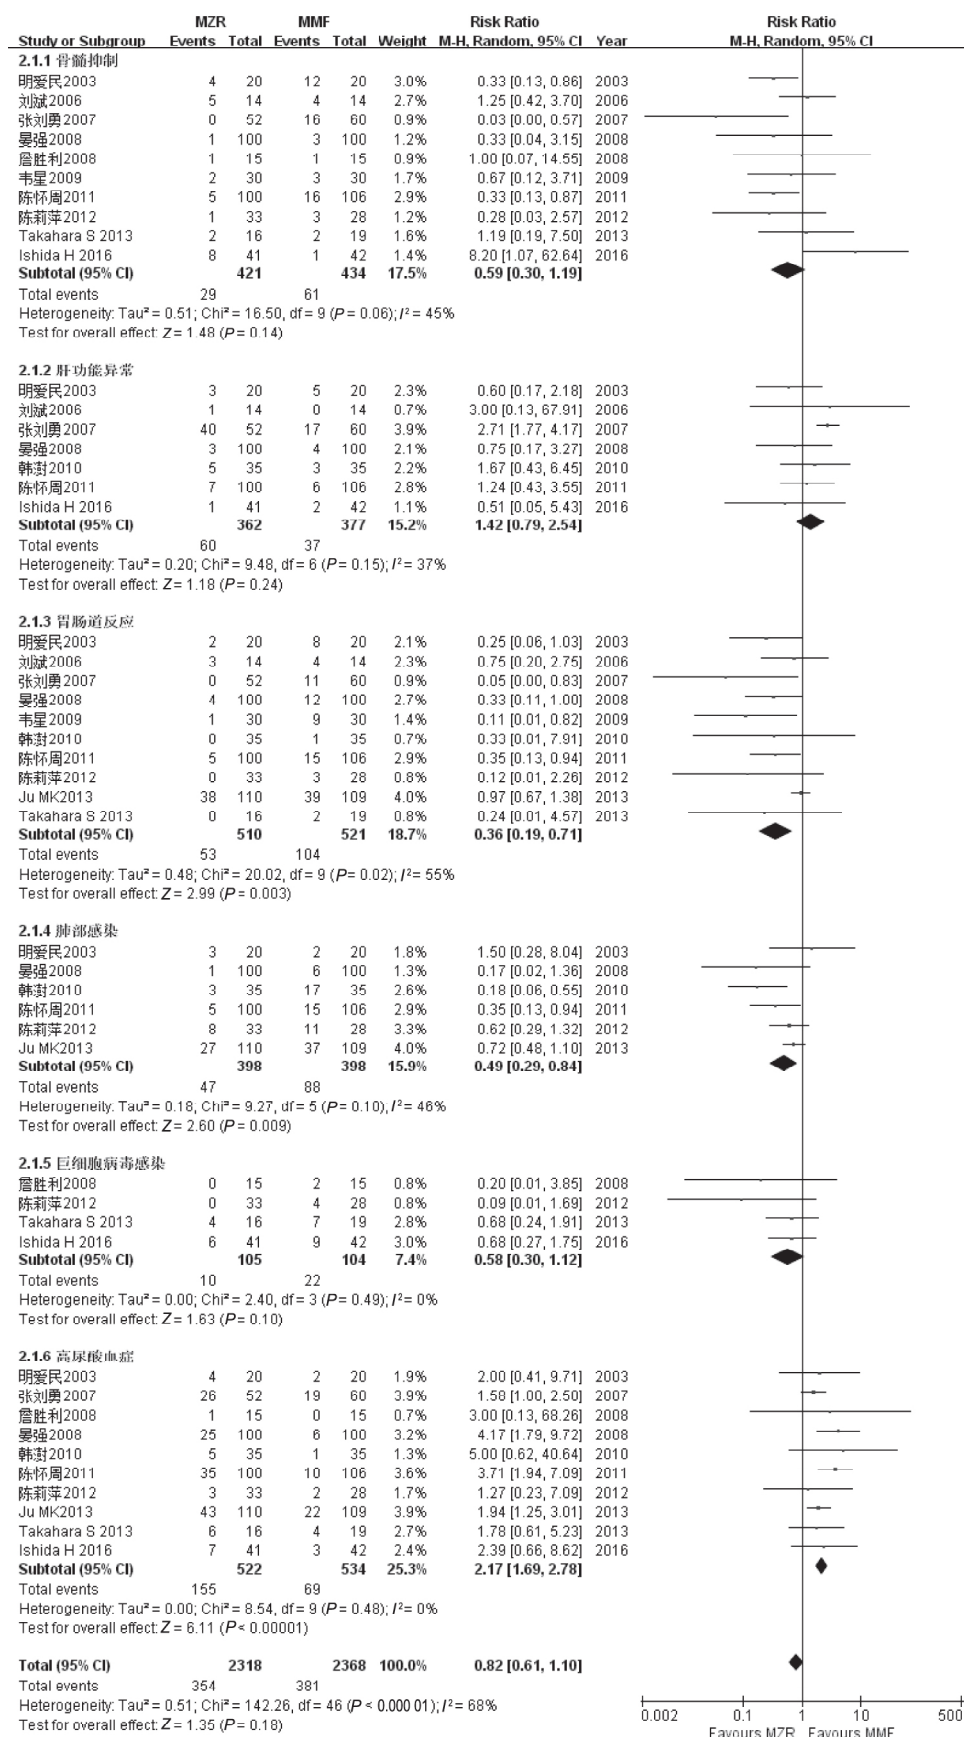 MZR MMF Risk Ratio Risk Ratio
Study or Subgroup Events Total Events Total Weight M-H, Random, 95% CI Year M-H, Random, 95% CI
2.1.1 骨髓抑制
明爱民2003 4 20 12 20 3.0% 0.33 [0.13, 0.86] 2003
刘斌2006 5 14 4 14 2.7% 1.25 [0.42, 3.70] 2006
张刘勇2007 0 52 16 60 0.9% 0.03 [0.00, 0.57] 2007
晏强2008 1 100 3 100 1.2% 0.33 [0.04, 3.15] 2008
詹胜利2008 1 15 1 15 0.9% 1.00 [0.07, 14.55] 2008
韦星2009 2 30 3 30 1.7% 0.67 [0.12, 3.71] 2009
陈怀周2011 5 100 16 106 2.9% 0.33 [0.13, 0.87] 2011
陈莉萍2012 1 33 3 28 1.2% 0.28 [0.03, 2.57] 2012
Takahara S 2013 2 16 2 19 1.6% 1.19 [0.19, 7.50] 2013
Ishida H 2016 8 41 1 42 1.4% 8.20 [1.07, 62.64] 2016
Subtotal (95% CI) 421 434 17.5% 0.59 [0.30, 1.19]
Total events 29 61
Heterogeneity: Tau² = 0.51; Chi² = 16.50, df = 9 (P = 0.06); I² = 45%
Test for overall effect: Z = 1.48 (P = 0.14)
2.1.2 肝功能异常
明爱民2003 3 20 5 20 2.3% 0.60 [0.17, 2.18] 2003
刘斌2006 1 14 0 14 0.7% 3.00 [0.13, 67.91] 2006
张刘勇2007 40 52 17 60 3.9% 2.71 [1.77, 4.17] 2007
晏强2008 3 100 4 100 2.1% 0.75 [0.17, 3.27] 2008
韩澍2010 5 35 3 35 2.2% 1.67 [0.43, 6.45] 2010
陈怀周2011 7 100 6 106 2.8% 1.24 [0.43, 3.55] 2011
Ishida H 2016 1 41 2 42 1.1% 0.51 [0.05, 5.43] 2016
Subtotal (95% CI) 362 377 15.2% 1.42 [0.79, 2.54]
Total events 60 37
Heterogeneity: Tau² = 0.20; Chi² = 9.48, df = 6 (P = 0.15); I² = 37%
Test for overall effect: Z = 1.18 (P = 0.24)
2.1.3 胃肠道反应
明爱民2003 2 20 8 20 2.1% 0.25 [0.06, 1.03] 2003
刘斌2006 3 14 4 14 2.3% 0.75 [0.20, 2.75] 2006
张刘勇2007 0 52 11 60 0.9% 0.05 [0.00, 0.83] 2007
晏强2008 4 100 12 100 2.7% 0.33 [0.11, 1.00] 2008
韦星2009 1 30 9 30 1.4% 0.11 [0.01, 0.82] 2009
韩澍2010 0 35 1 35 0.7% 0.33 [0.01, 7.91] 2010
陈怀周2011 5 100 15 106 2.9% 0.35 [0.13, 0.94] 2011
陈莉萍2012 0 33 3 28 0.8% 0.12 [0.01, 2.26] 2012
Ju MK2013 38 110 39 109 4.0% 0.97 [0.67, 1.38] 2013
Takahara S 2013 0 16 2 19 0.8% 0.24 [0.01, 4.57] 2013
Subtotal (95% CI) 510 521 18.7% 0.36 [0.19, 0.71]
Total events 53 104
Heterogeneity: Tau² = 0.48; Chi² = 20.02, df = 9 (P = 0.02); I² = 55%
Test for overall effect: Z = 2.99 (P = 0.003)
2.1.4 肺部感染
明爱民2003 3 20 2 20 1.8% 1.50 [0.28, 8.04] 2003
晏强2008 1 100 6 100 1.3% 0.17 [0.02, 1.36] 2008
韩澍2010 3 35 17 35 2.6% 0.18 [0.06, 0.55] 2010
陈怀周2011 5 100 15 106 2.9% 0.35 [0.13, 0.94] 2011
陈莉萍2012 8 33 11 28 3.3% 0.62 [0.29, 1.32] 2012
Ju MK2013 27 110 37 109 4.0% 0.72 [0.48, 1.10] 2013
Subtotal (95% CI) 398 398 15.9% 0.49 [0.29, 0.84]
Total events 47 88
Heterogeneity: Tau² = 0.18, Chi² = 9.27, df = 5 (P = 0.10), I² = 46%
Test for overall effect: Z = 2.60 (P = 0.009)
2.1.5 巨细胞病毒感染
詹胜利2008 0 15 2 15 0.8% 0.20 [0.01, 3.85] 2008
陈莉萍2012 0 33 4 28 0.8% 0.09 [0.01, 1.69] 2012
Takahara S 2013 4 16 7 19 2.8% 0.68 [0.24, 1.91] 2013
Ishida H 2016 6 41 9 42 3.0% 0.68 [0.27, 1.75] 2016
Subtotal (95% CI) 105 104 7.4% 0.58 [0.30, 1.12]
Total events 10 22
Heterogeneity: Tau² = 0.00; Chi² = 2.40, df = 3 (P = 0.49); I² = 0%
Test for overall effect: Z = 1.63 (P = 0.10)
2.1.6 高尿酸血症
明爱民2003 4 20 2 20 1.9% 2.00 [0.41, 9.71] 2003
张刘勇2007 26 52 19 60 3.9% 1.58 [1.00, 2.50] 2007
詹胜利2008 1 15 0 15 0.7% 3.00 [0.13, 68.26] 2008
晏强2008 25 100 6 100 3.2% 4.17 [1.79, 9.72] 2008
韩澍2010 5 35 1 35 1.4% 5.00 [0.62, 40.64] 2010
陈怀周2011 35 100 10 106 3.6% 3.71 [1.94, 7.09] 2011
陈莉萍2012 3 33 2 28 1.7% 1.27 [0.23, 7.09] 2012
Ju MK2013 43 110 22 109 3.9% 1.94 [1.25, 3.01] 2013
Takahara S 2013 6 16 4 19 2.7% 1.78 [0.61, 5.23] 2013
Ishida H 2016 7 41 3 42 2.4% 2.39 [0.66, 8.62] 2016
Subtotal (95% CI) 522 534 25.3% 2.17 [1.69, 2.78]
Total events 155 69
Heterogeneity: Tau² = 0.00; Chi² = 8.54, df = 9 (P = 0.48); I² = 0%
Test for overall effect: Z = 6.11 (P < 0.00001)
Total (95% CI) 2318 2368 100.0% 0.82 [0.61, 1.10]
Total events 354 381
Heterogeneity: Tau² = 0.51; Chi² = 142.26, df = 46 (P < 0.000 01); I² = 68%
Test for overall effect: Z = 1.35 (P = 0.18)
0.002 0.1 1 10 500
Favours MZR Favours MMF